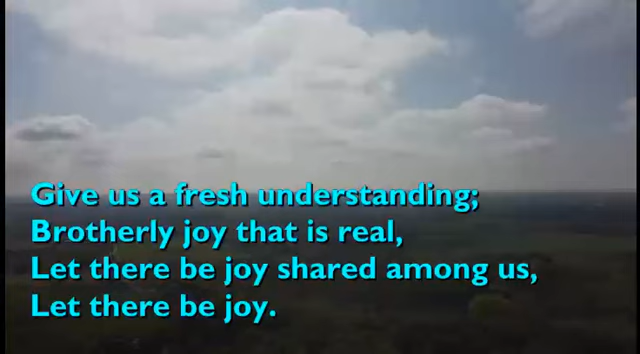 Give us a fresh understanding;
Brotherly joy that is real,
Let there be joy shared among us,
Let there be joy.